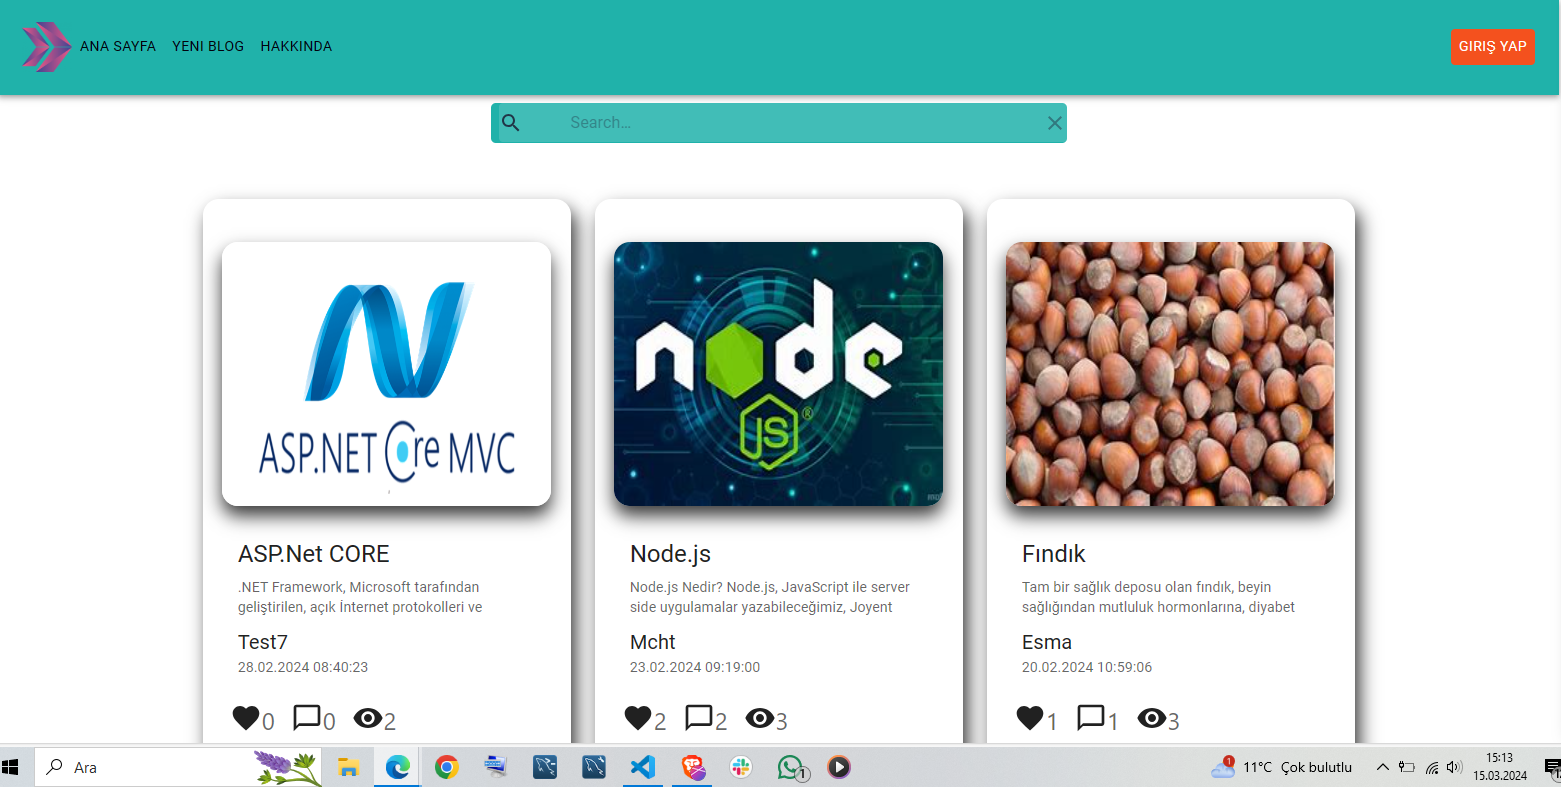 ANA SAYFA YENI BLOG HAKKINDA GIRIŞ YAP
Search…
ASP.NET Core MVC
node
JS
®
ASP.Net CORE
.NET Framework, Microsoft tarafından
geliştirilen, açık İnternet protokolleri ve
Test7
28.02.2024 08:40:23
0 0 2
Node.js
Node.js Nedir? Node.js, JavaScript ile server
side uygulamalar yazabileceğimiz, Joyent
Mcht
23.02.2024 09:19:00
2 2 3
Fındık
Tam bir sağlık deposu olan fındık, beyin
sağlığından mutluluk hormonlarına, diyabet
Esma
20.02.2024 10:59:06
1 1 3
Ara
1
1
11°C Çok bulutlu
15:13
15.03.2024